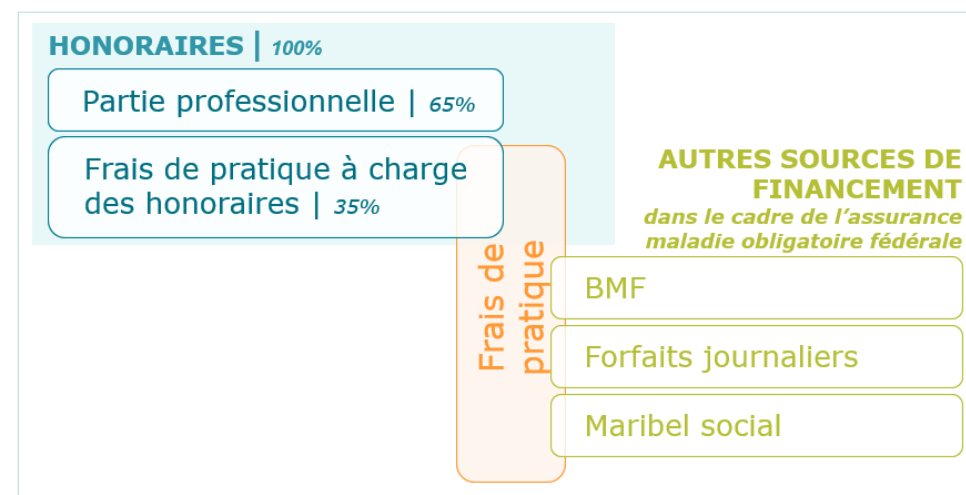 HONORAIRES | 100%
Partie professionnelle | 65%
Frais de pratique à charge
des honoraires | 35%
Frais de
pratique
AUTRES SOURCES DE
FINANCEMENT
dans le cadre de l’assurance
maladie obligatoire fédérale
BMF
Forfaits journaliers
Maribel social